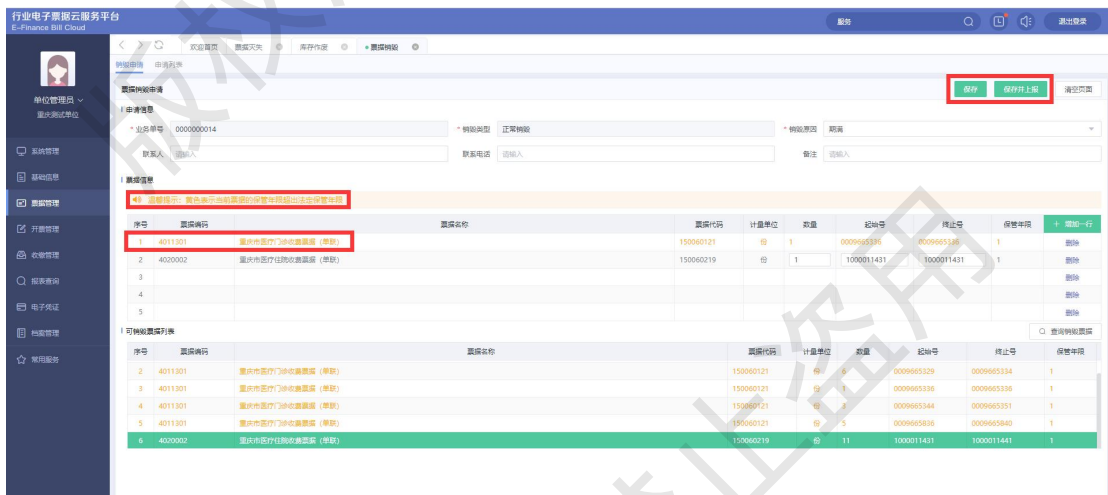 行业电子票据云服务平台
E-Finance Bill Cloud
服务
退出登录
欢迎首页 票据灭失 库存作废 票据销毁
单位管理员
重庆测试单位
系统管理
基础信息
票据管理
开票管理
收缴管理
报表查询
电子凭证
档案管理
常用服务
销毁申请 申请列表
票据销毁申请 保存 保存并上报 清空页面
申请信息
* 业务单号 0000000014 * 销毁类型 正常销毁 * 销毁原因 期满
联系人 请输入 联系电话 请输入 备注 请输入
票据信息
温馨提示：黄色表示当前票据的保管年限超出法定保管年限
序号 票据编码 票据名称 票据代码 计量单位 数量 起始号 终止号 保管年限 + 增加一行
1 4011301 重庆市医疗门诊收费票据（单联） 150060121 份 1 0009665336 0009665336 1 删除
2 4020002 重庆市医疗住院收费票据（单联） 150060219 份 1 1000011431 1000011431 1 删除
3 删除
4 删除
5 删除
可销毁票据列表 查询销毁票据
序号 票据编码 票据名称 票据代码 计量单位 数量 起始号 终止号 保管年限
2 4011301 重庆市医疗门诊收费票据（单联） 150060121 份 6 0009665329 0009665334 1
3 4011301 重庆市医疗门诊收费票据（单联） 150060121 份 1 0009665336 0009665336 1
4 4011301 重庆市医疗门诊收费票据（单联） 150060121 份 3 0009665344 0009665351 1
5 4011301 重庆市医疗门诊收费票据（单联） 150060121 份 5 0009665836 0009665840 1
6 4020002 重庆市医疗住院收费票据（单联） 150060219 份 11 1000011431 1000011441 1
版权
禁止盗用